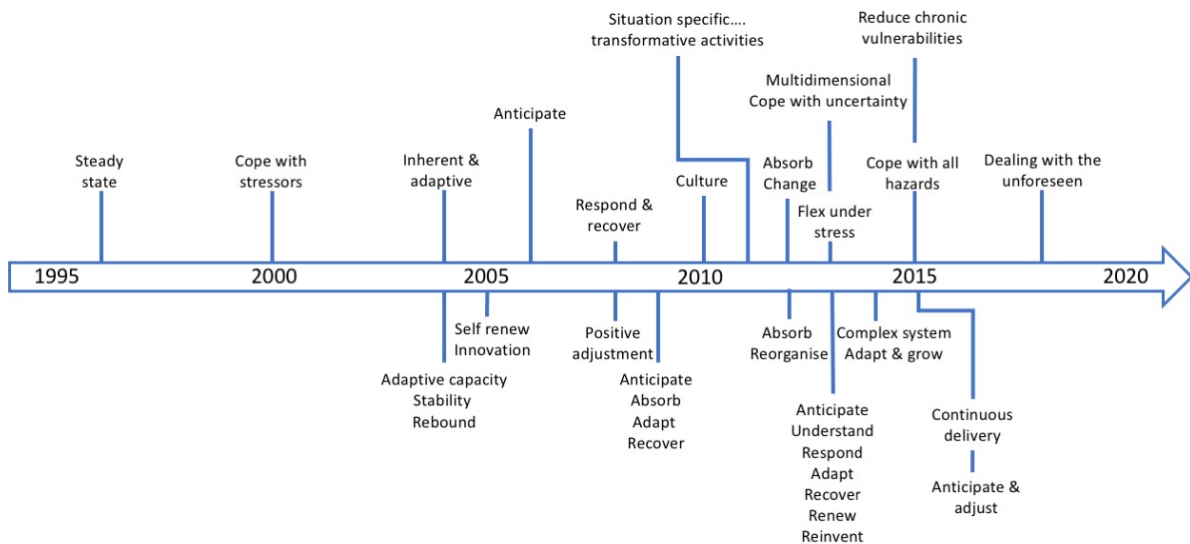 Situation specific....
transformative activities
Reduce chronic
vulnerabilities
Multidimensional
Cope with uncertainty
Anticipate
Steady
state
Cope with
stressors
Inherent &
adaptive
Respond &
recover
Culture
Absorb
Change
Flex under
stress
Cope with all
hazards
Dealing with the
unforeseen
1995
2000
2005
2010
2015
2020
Self renew
Innovation
Adaptive capacity
Stability
Rebound
Positive
adjustment
Anticipate
Absorb
Adapt
Recover
Absorb
Reorganise
Complex system
Adapt & grow
Anticipate
Understand
Respond
Adapt
Recover
Renew
Reinvent
Continuous
delivery
Anticipate &
adjust